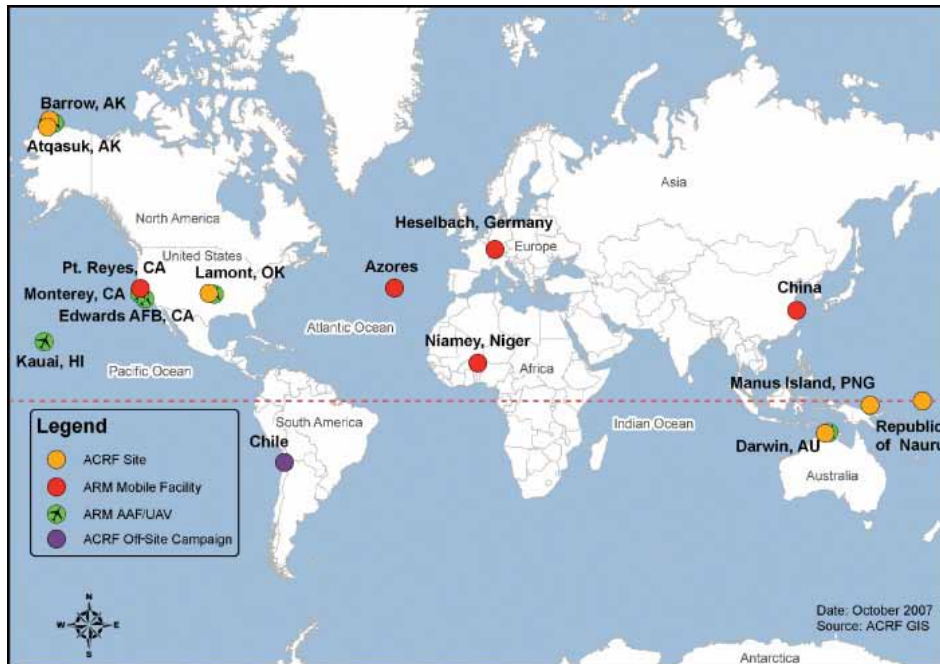 Barrow, AK
Atqasuk, AK
North America
United States
Pt. Reyes, CA
Lamont, OK
Monterey, CA
Edwards AFB, CA
Kauai, HI
Pacific Ocean
Azores
Atlantic Ocean
Heselbach, Germany
Europe
Asia
China
Niamey, Niger
Africa
Manus Island, PNG
Indian Ocean
Republic
of Nauru
Darwin, AU
Australia
South America
Chile
Legend
ACRF Site
ARM Mobile Facility
ARM AAF/UAV
ACRF Off-Site Campaign
N
W
E
S
Date: October 2007
Source: ACRF GIS
Antarctica